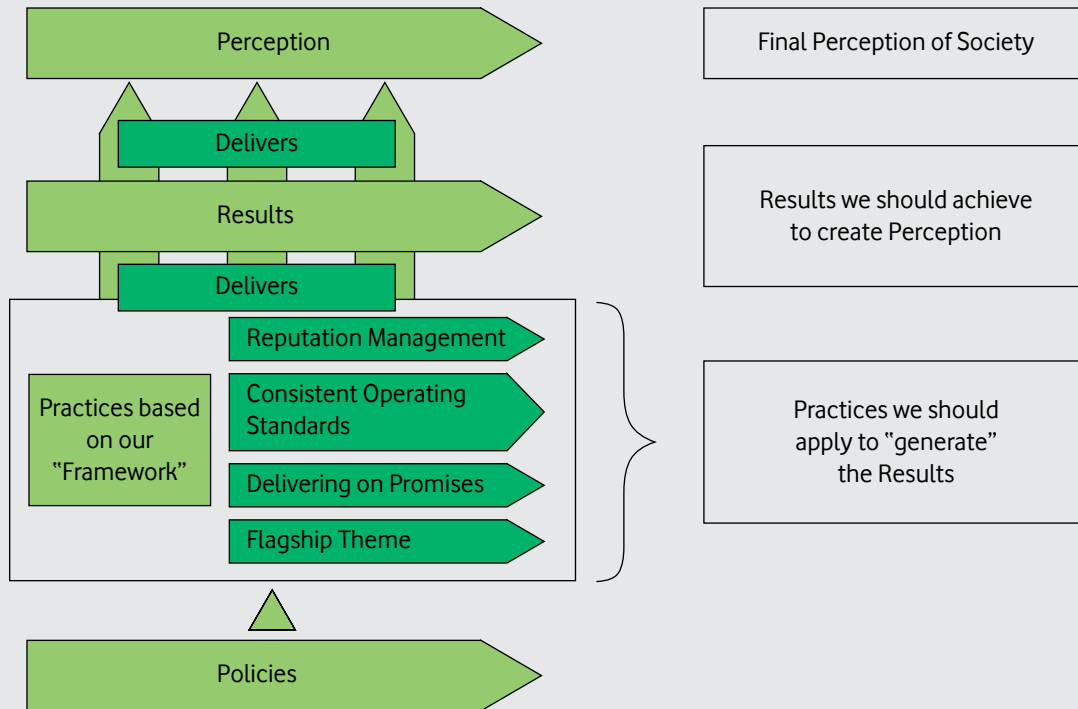 Perception
Final Perception of Society
Delivers
Results
Results we should achieve
to create Perception
Delivers
Reputation Management
Consistent Operating
Standards
Practices based
on our
“Framework”
Delivering on Promises
Flagship Theme
Practices we should
apply to “generate”
the Results
Policies